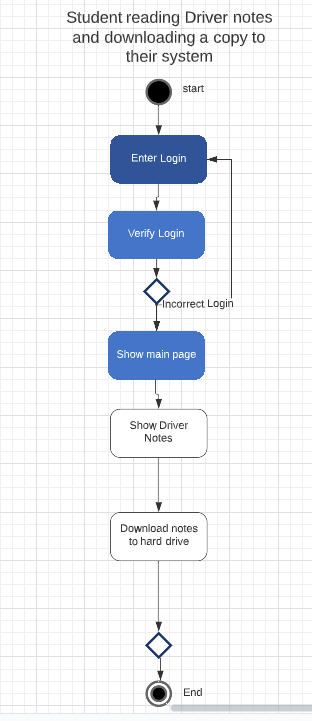 Student reading Driver notes
and downloading a copy to
their system
start
Enter Login
Verify Login
Incorrect Login
Show main page
Show Driver
Notes
Download notes
to hard drive
End